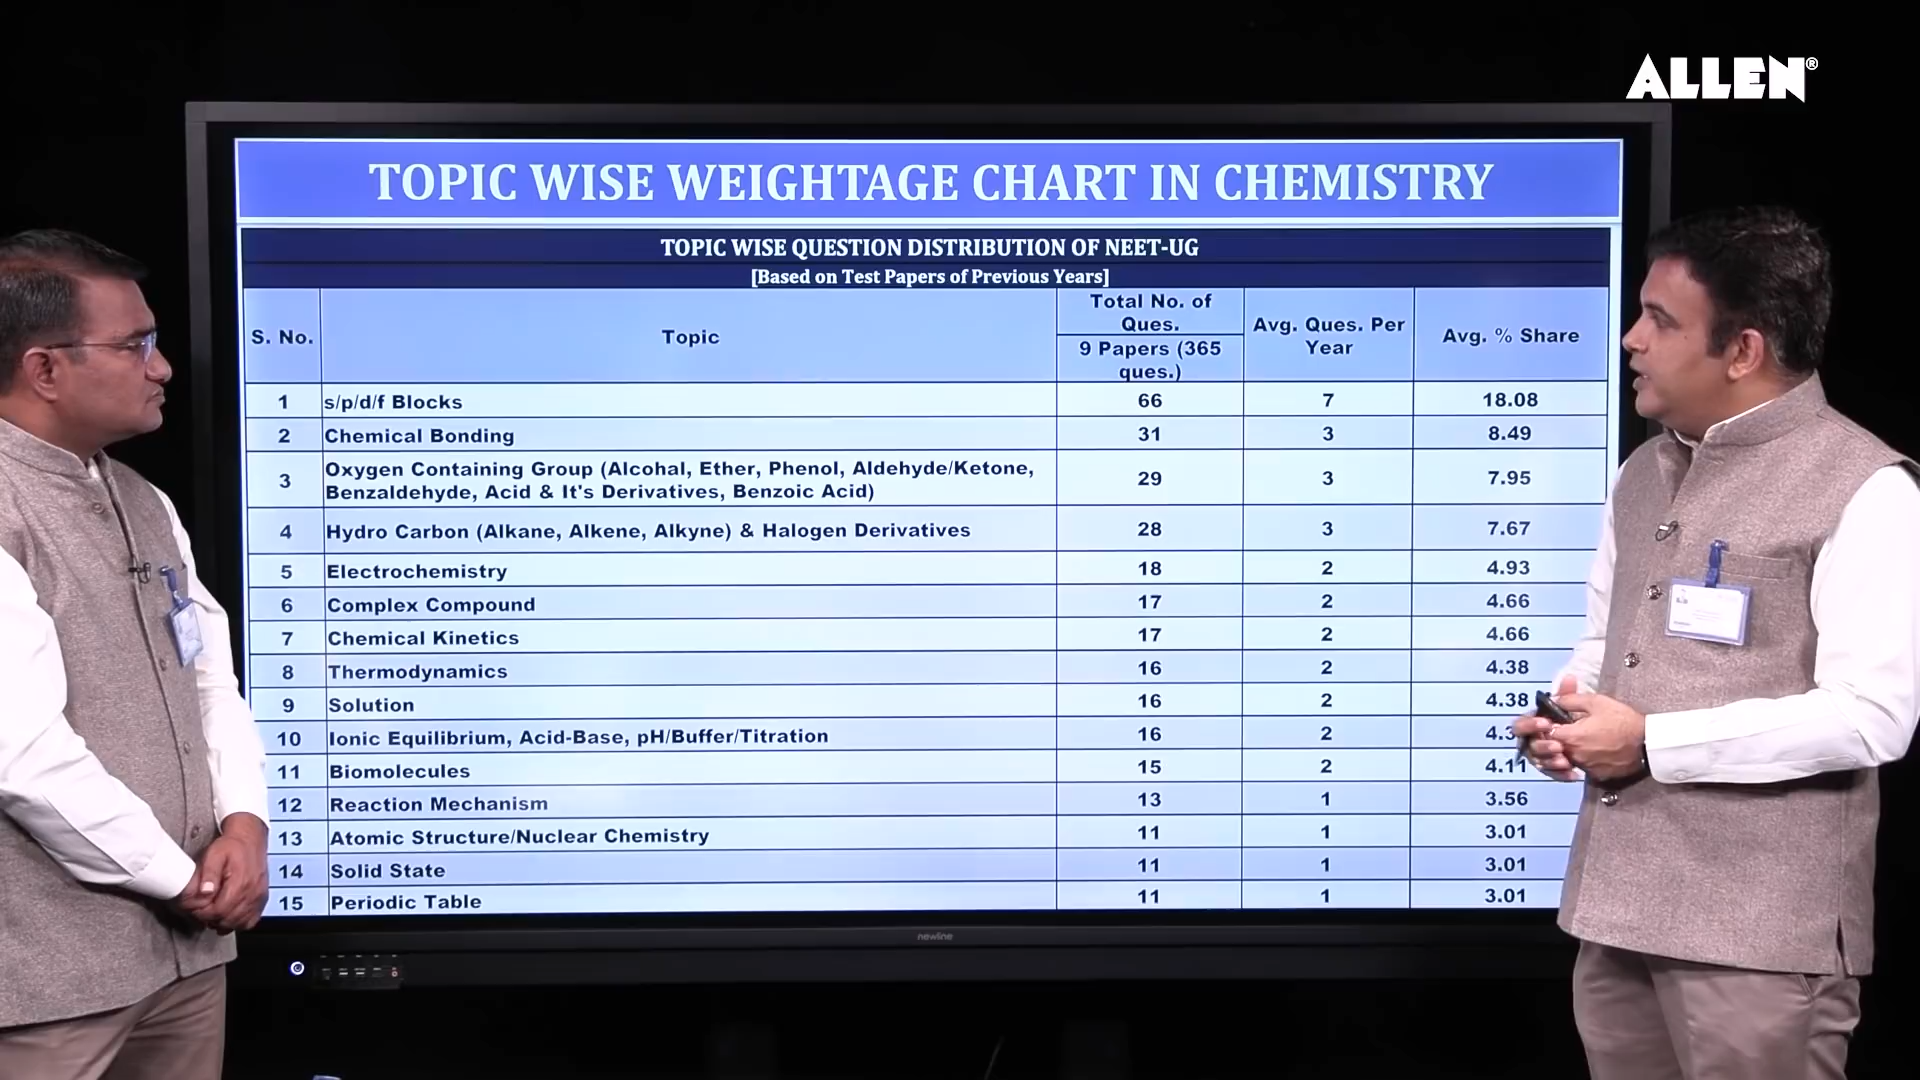 ALLEN®
TOPIC WISE WEIGHTAGE CHART IN CHEMISTRY
TOPIC WISE QUESTION DISTRIBUTION OF NEET-UG
[Based on Test Papers of Previous Years]
S. No. Topic Total No. of Ques. 9 Papers (365 ques.) Avg. Ques. Per Year Avg. % Share
1 s/p/d/f Blocks 66 7 18.08
2 Chemical Bonding 31 3 8.49
3 Oxygen Containing Group (Alcohal, Ether, Phenol, Aldehyde/Ketone,
Benzaldehyde, Acid & It's Derivatives, Benzoic Acid) 29 3 7.95
4 Hydro Carbon (Alkane, Alkene, Alkyne) & Halogen Derivatives 28 3 7.67
5 Electrochemistry 18 2 4.93
6 Complex Compound 17 2 4.66
7 Chemical Kinetics 17 2 4.66
8 Thermodynamics 16 2 4.38
9 Solution 16 2 4.38
10 Ionic Equilibrium, Acid-Base, pH/Buffer/Titration 16 2
11 Biomolecules 15 2 4.11
12 Reaction Mechanism 13 1 3.56
13 Atomic Structure/Nuclear Chemistry 11 1 3.01
14 Solid State 11 1 3.01
15 Periodic Table 11 1 3.01
newline